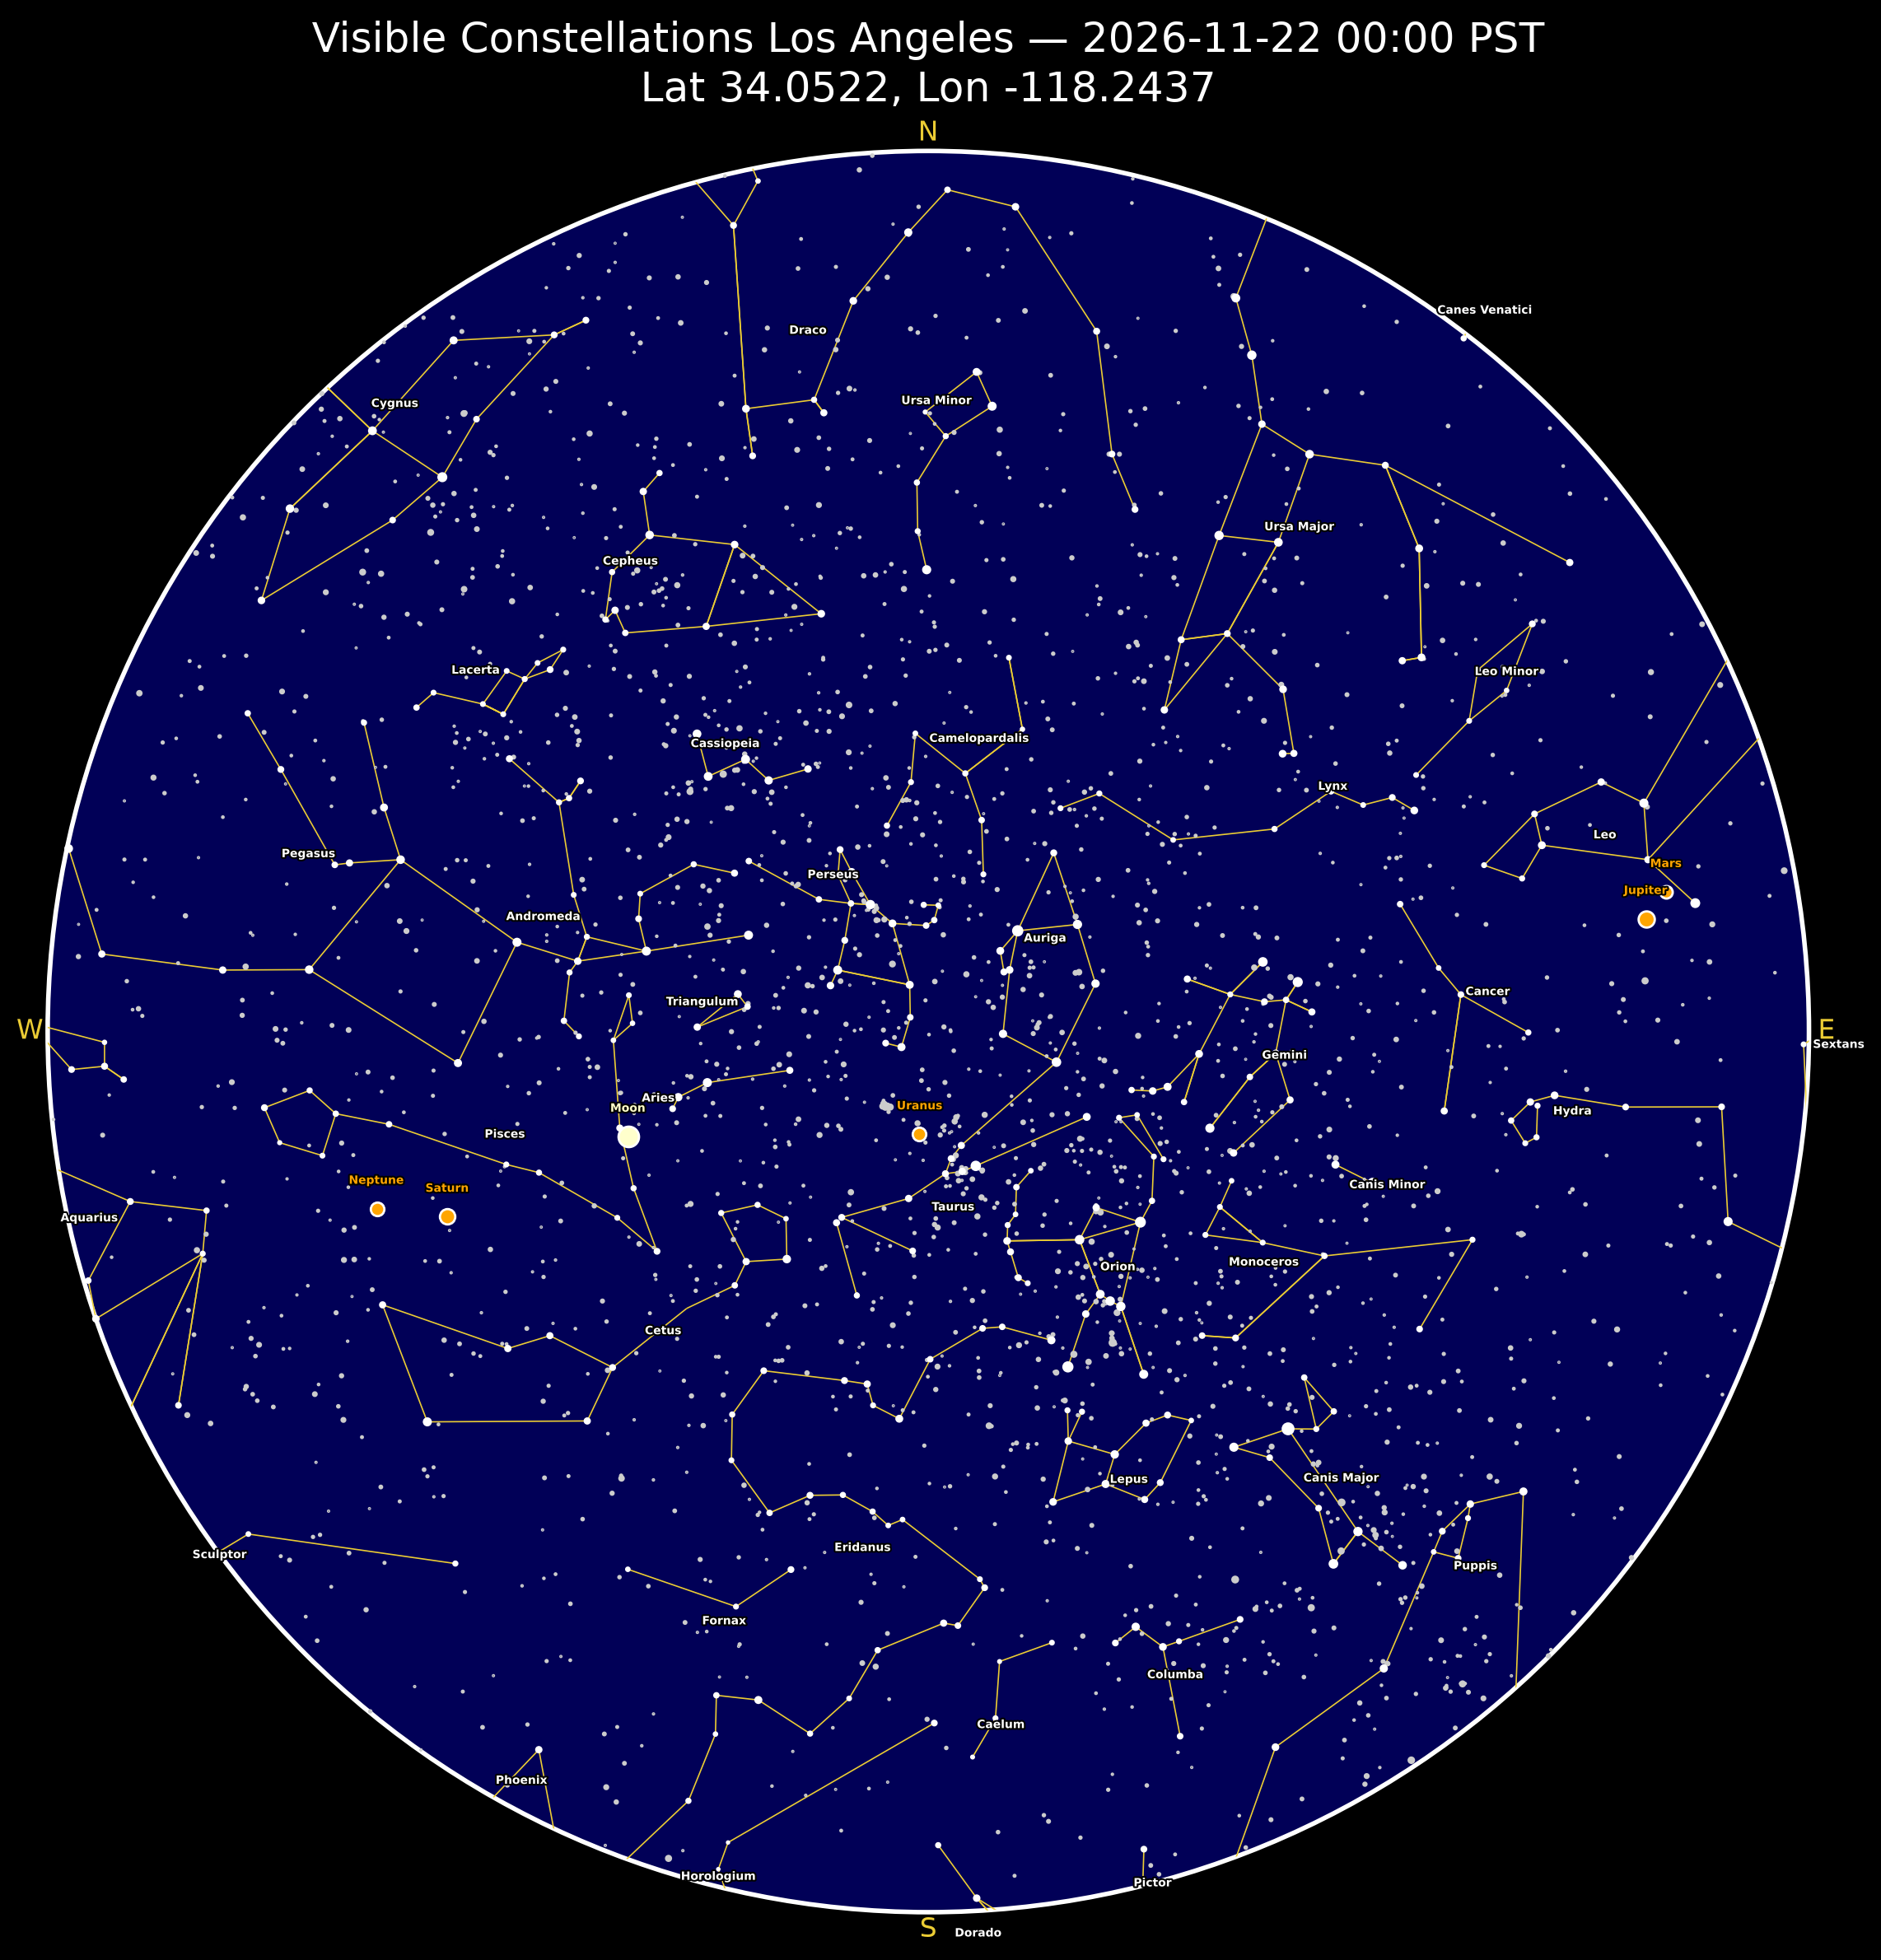 Visible Constellations Los Angeles — 2026-11-22 00:00 PST
Lat 34.0522, Lon -118.2437
N
Canes Venatici
Draco
Ursa Minor
Cygnus
Ursa Major
Cepheus
Lacerta
Leo Minor
Cassiopeia
Camelopardalis
Lynx
Leo
Pegasus
Mars
Perseus
Jupiter
Andromeda
Auriga
Cancer
Triangulum
W
E
Sextans
Gemini
Aries
Moon
Uranus
Hydra
Pisces
Neptune
Saturn
Canis Minor
Taurus
Aquarius
Monoceros
Orion
Cetus
Canis Major
Lepus
Eridanus
Sculptor
Puppis
Fornax
Columba
Caelum
Phoenix
Horologium
Pictor
S
Dorado